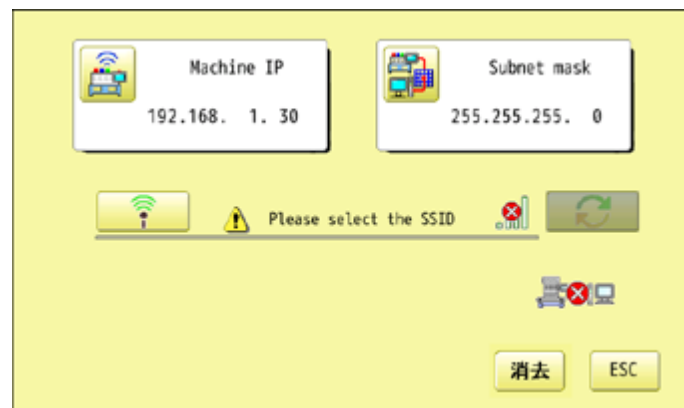 Machine IP
192.168. 1. 30
Subnet mask
255.255.255. 0
Please select the SSID
消去
ESC